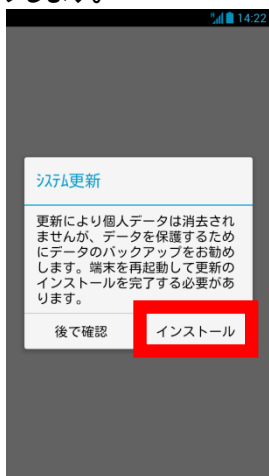 します。
14:22
システム更新
更新により個人データは消去され
ませんが、データを保護するため
にデータのバックアップをお勧め
します。端末を再起動して更新の
インストールを完了する必要があ
ります。
後で確認
インストール